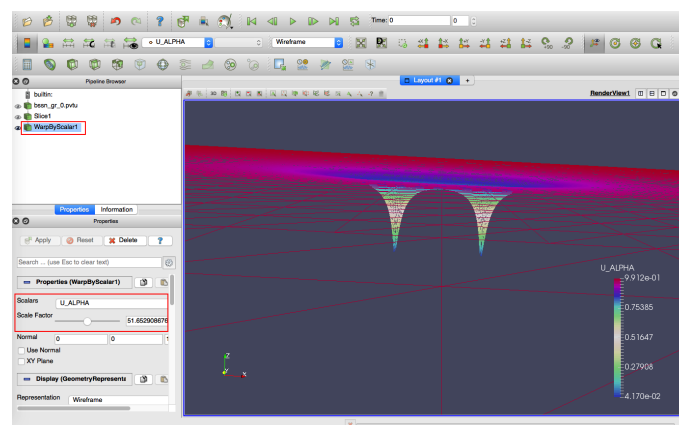 Time: 0 0
U_ALPHA Wireframe
Pipeline Browser
builtin:
bssn_gr_0.pvtu
Slice1
WarpByScalar1
Properties Information
Properties
Apply Reset Delete ?
Search ... (use Esc to clear text)
Properties (WarpByScalar1)
Scalars U_ALPHA
Scale Factor 51.652908676
Normal 0 0 1
Use Normal
XY Plane
Display (GeometryRepresenta
Representation Wireframe
Layout #1 +
RenderView1
U_ALPHA
9.912e-01
0.75385
0.51647
0.27908
4.170e-02
Z
Y X